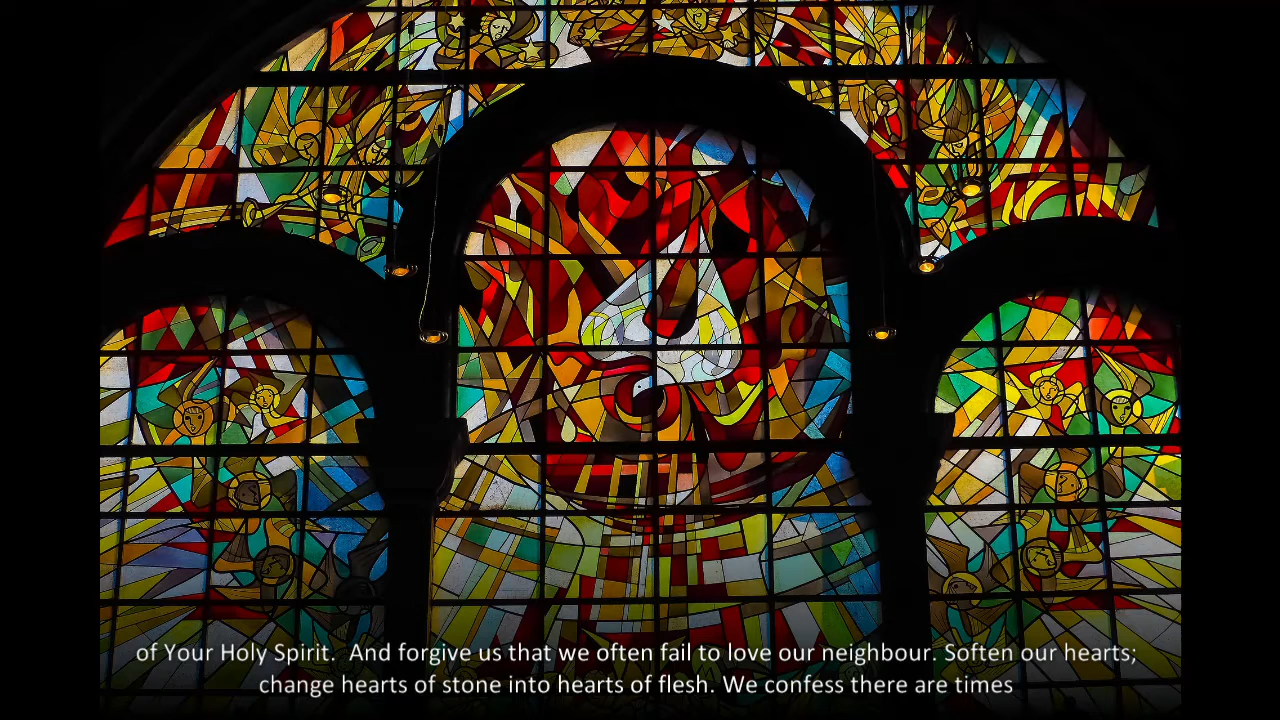 of Your Holy Spirit.  And forgive us that we often fail to love our neighbour. Soften our hearts;
change hearts of stone into hearts of flesh. We confess there are times